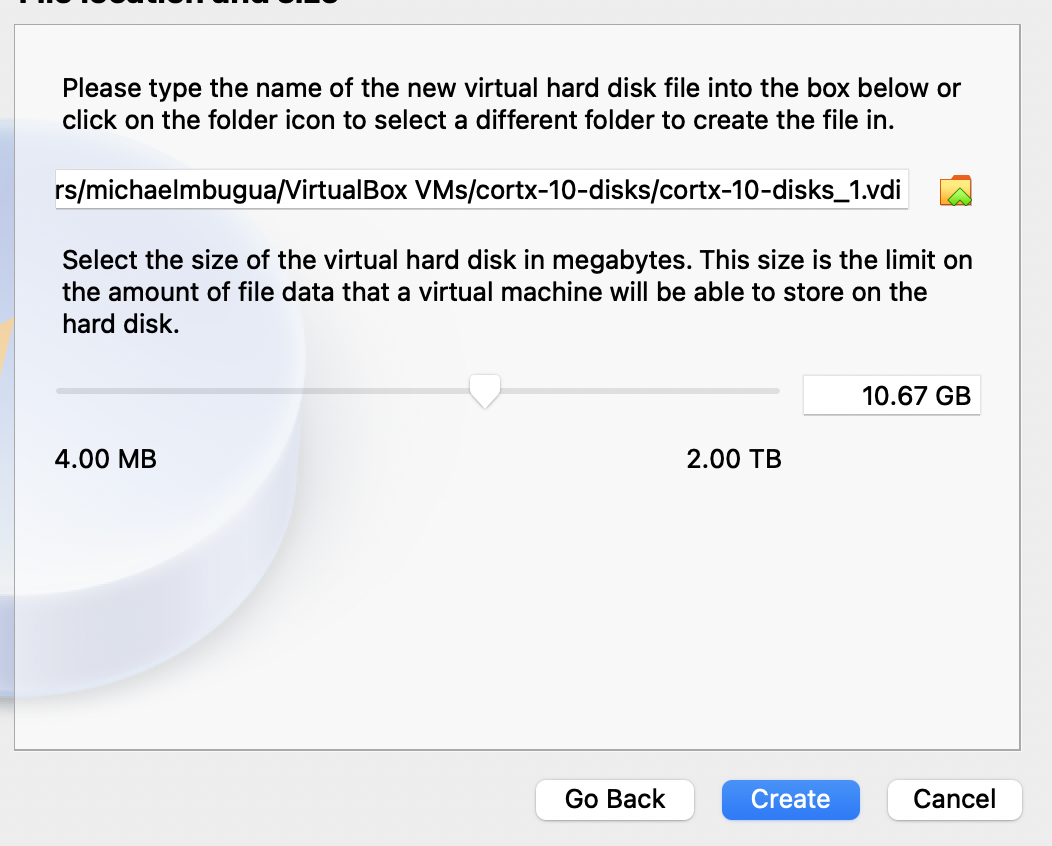 File location and size
Please type the name of the new virtual hard disk file into the box below or
click on the folder icon to select a different folder to create the file in.
rs/michaelmbugua/VirtualBox VMs/cortx-10-disks/cortx-10-disks_1.vdi
Select the size of the virtual hard disk in megabytes. This size is the limit on
the amount of file data that a virtual machine will be able to store on the
hard disk.
10.67 GB
4.00 MB
2.00 TB
Go Back
Create
Cancel